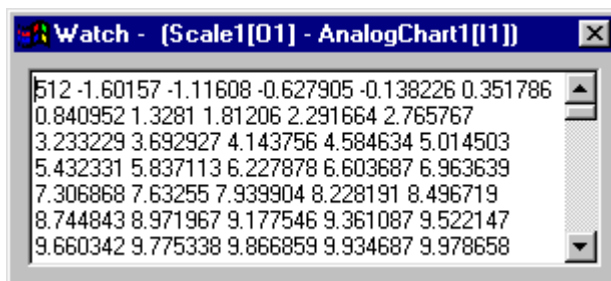 Watch - (Scale1[O1] - AnalogChart1[I1])
512 -1.60157 -1.11608 -0.627905 -0.138226 0.351786
0.840952 1.3281 1.81206 2.291664 2.765767
3.233229 3.692927 4.143756 4.584634 5.014503
5.432331 5.837113 6.227878 6.603687 6.963639
7.306868 7.63255 7.939904 8.228191 8.496719
8.744843 8.971967 9.177546 9.361087 9.522147
9.660342 9.775338 9.866859 9.934687 9.978658